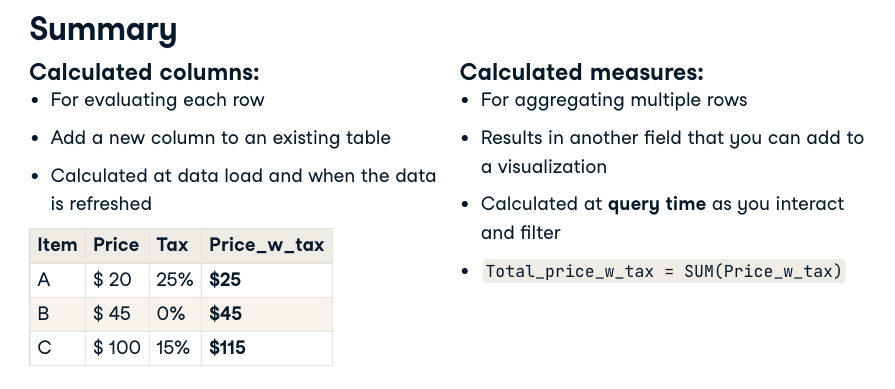 Summary
Calculated columns:
• For evaluating each row
• Add a new column to an existing table
• Calculated at data load and when the data
is refreshed
Item Price Tax Price_w_tax
A $ 20 25% $25
B $ 45 0% $45
C $ 100 15% $115
Calculated measures:
• For aggregating multiple rows
• Results in another field that you can add to
a visualization
• Calculated at query time as you interact
and filter
• Total_price_w_tax = SUM(Price_w_tax)